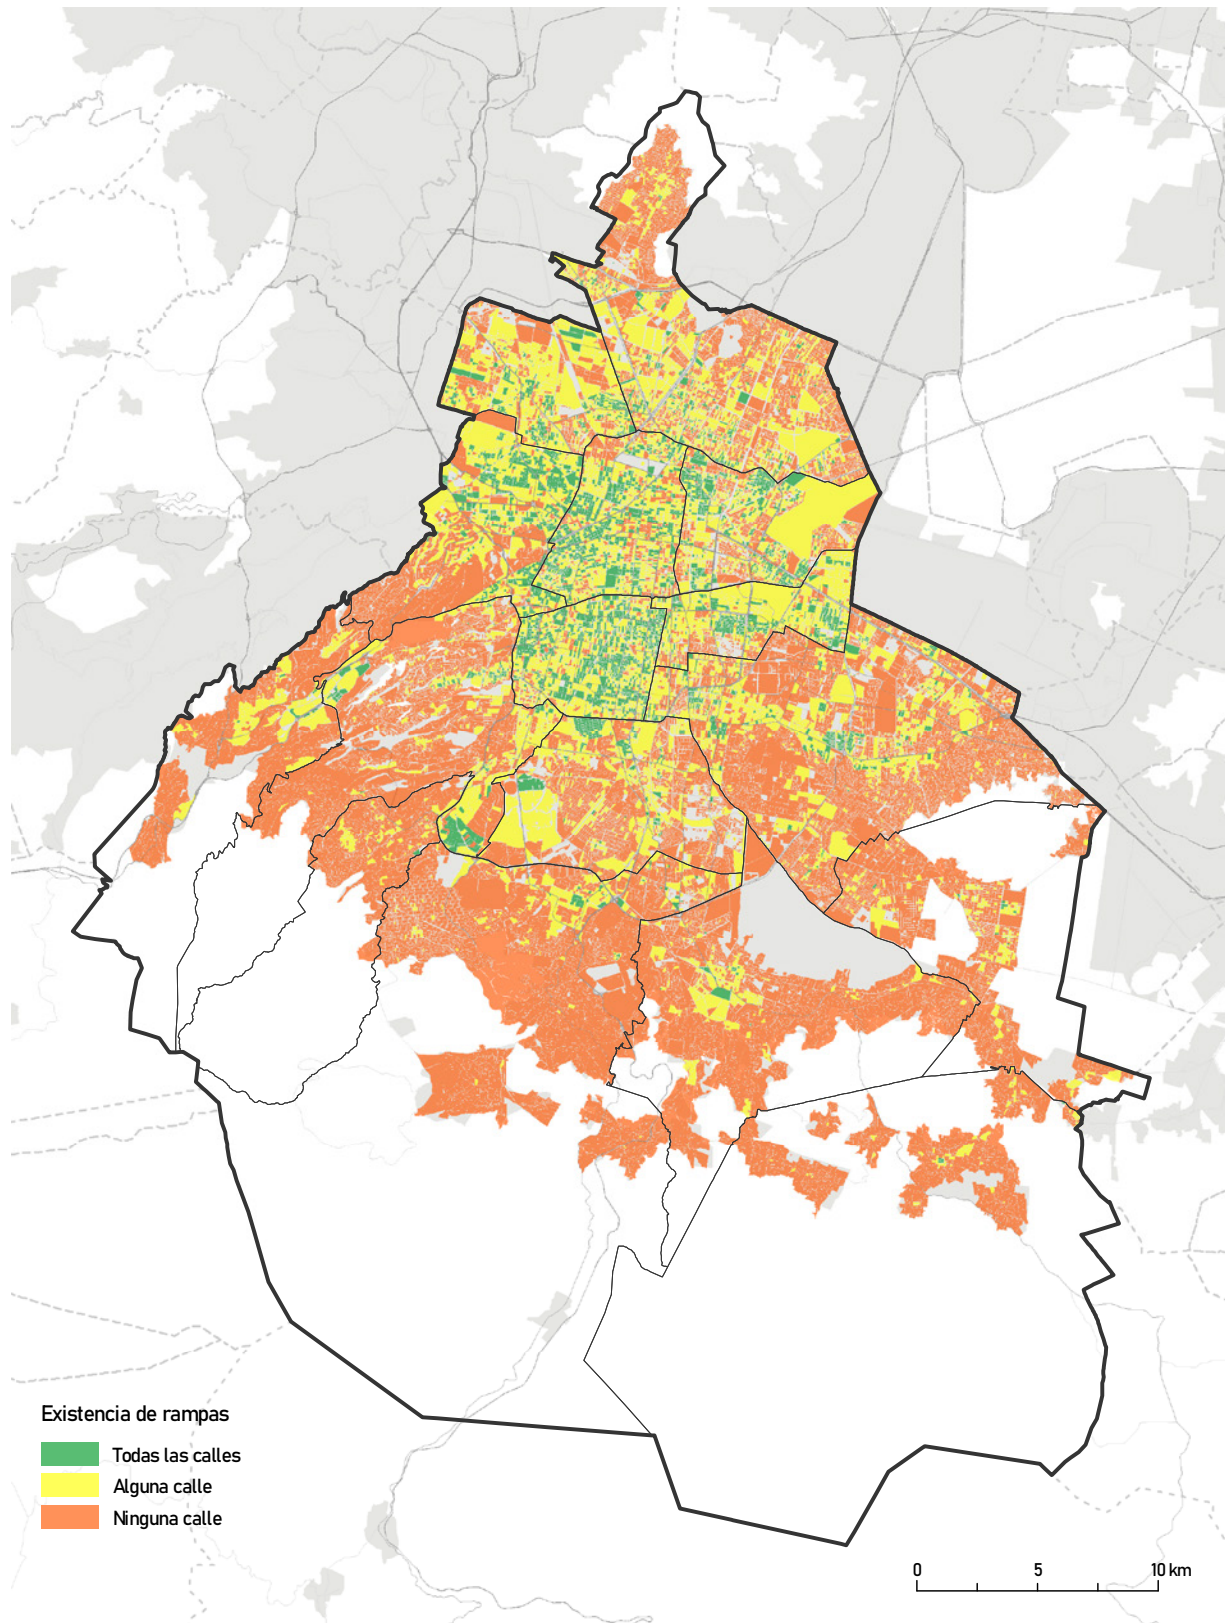 Existencia de rampas
Todas las calles
Alguna calle
Ninguna calle
0 5 10 km